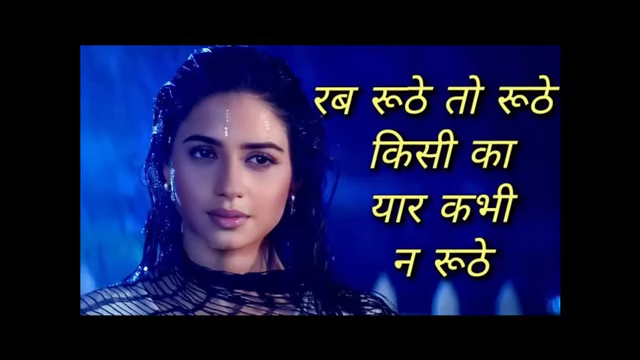 रब रूठे तो रूठे
किसी का
यार कभी
न रूठे